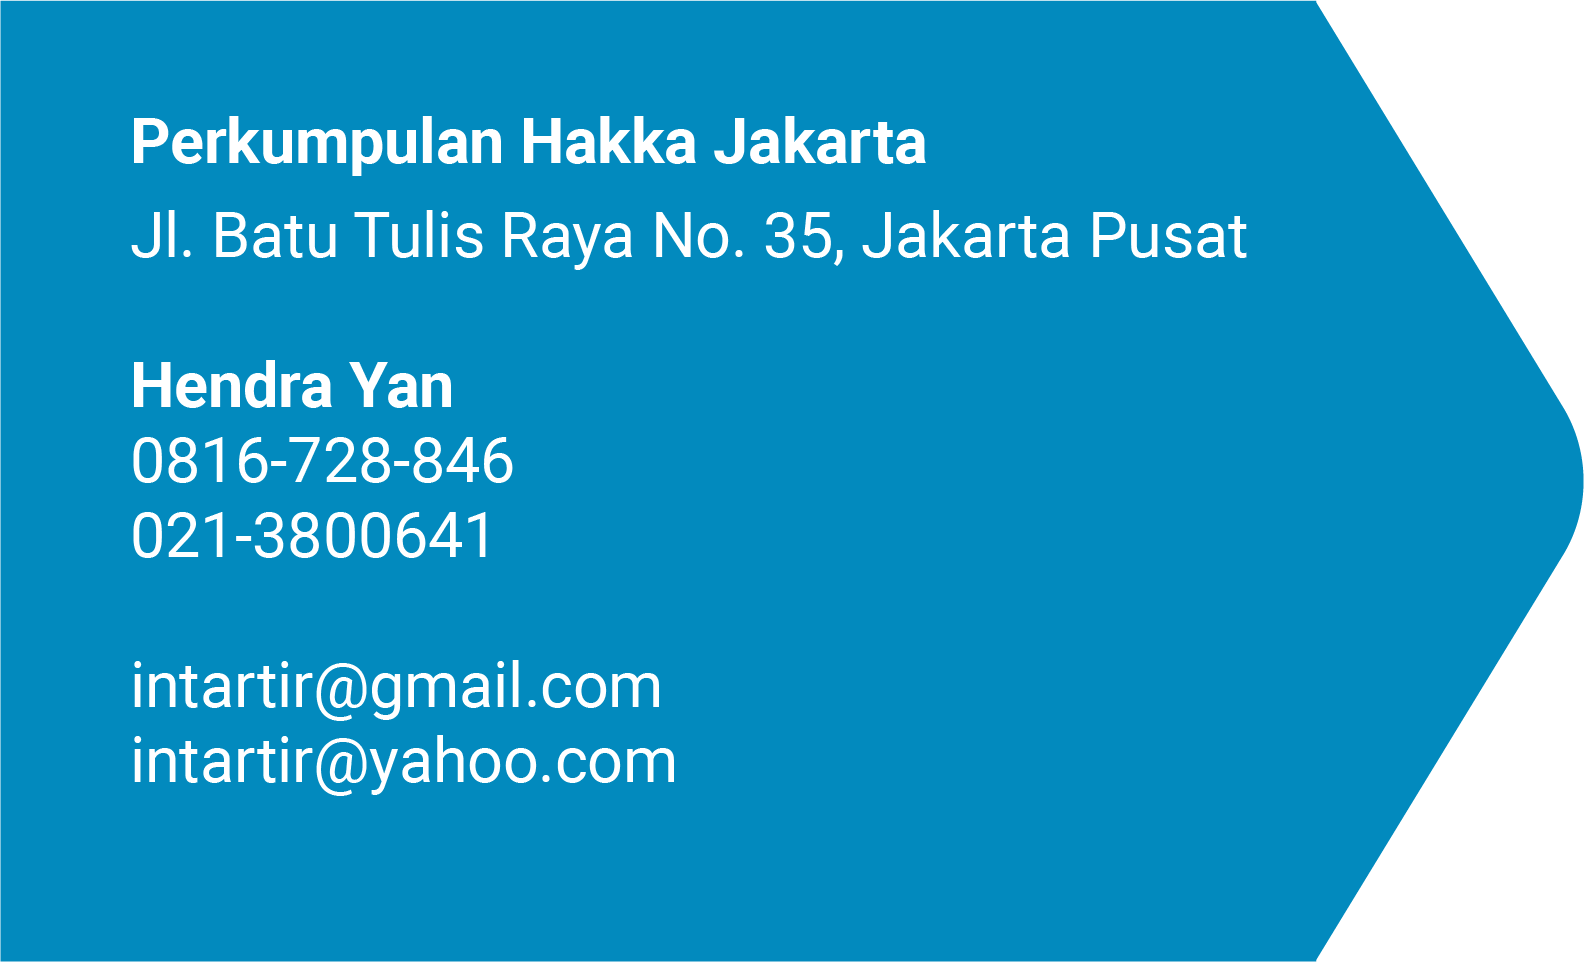 Perkumpulan Hakka Jakarta
Jl. Batu Tulis Raya No. 35, Jakarta Pusat
Hendra Yan
0816-728-846
021-3800641
intartir@gmail.com
intartir@yahoo.com